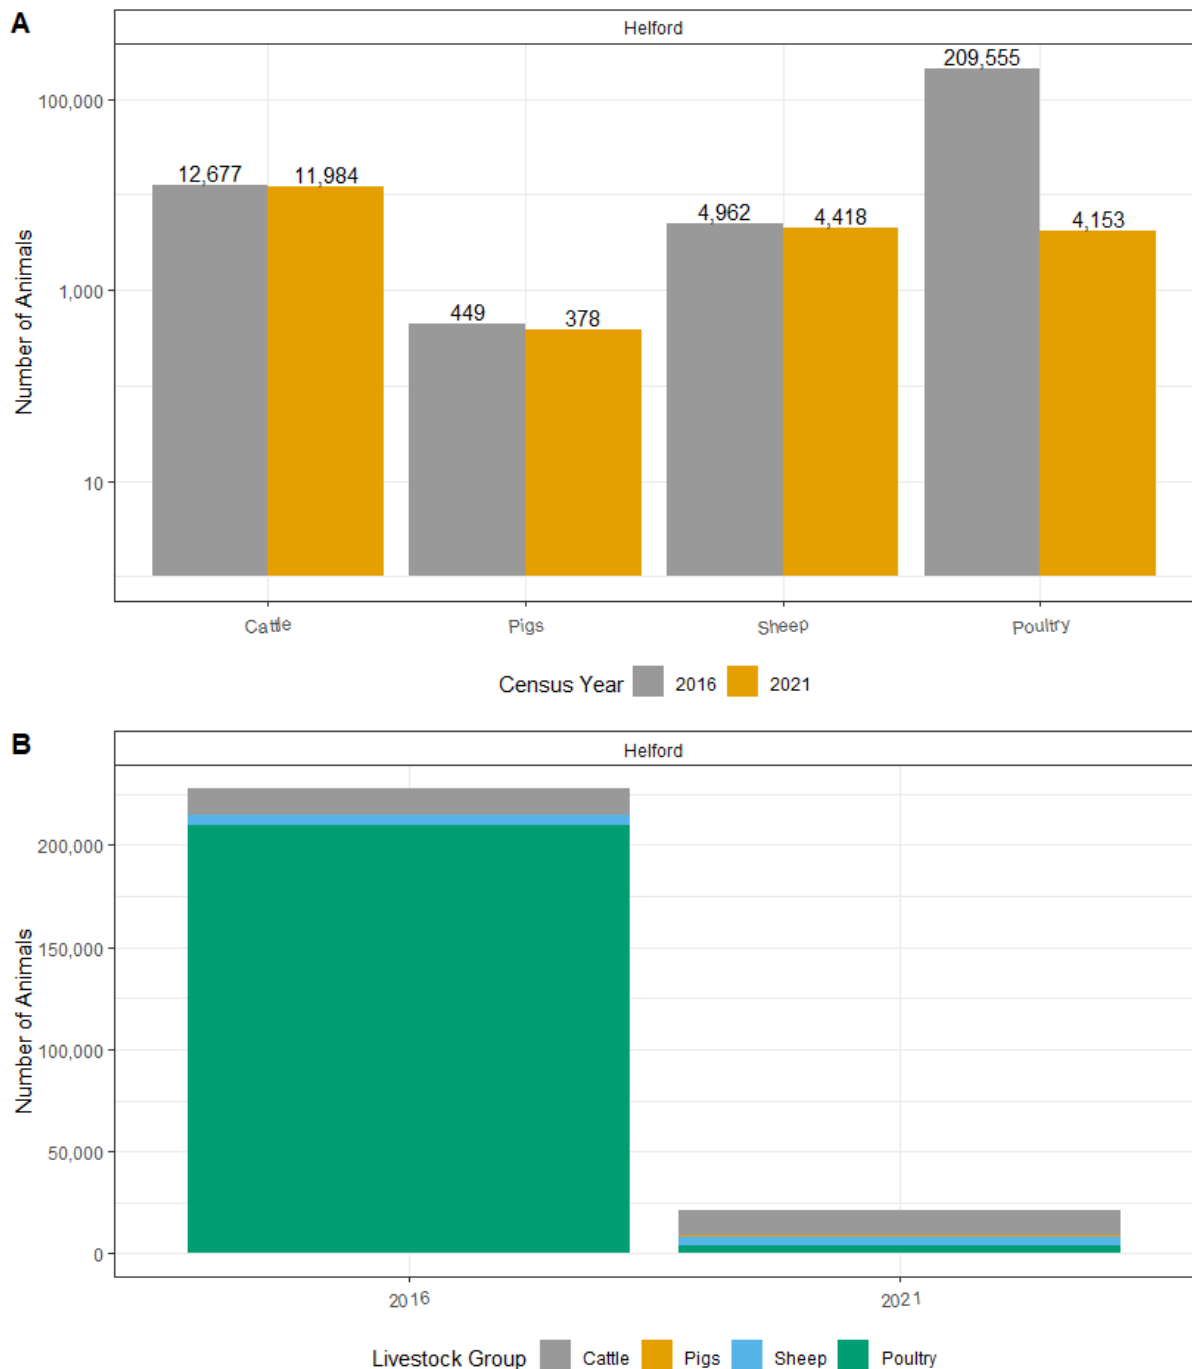 A
Helford
209,555
100,000
12,677 11,984
4,962 4,418 4,153
1,000
449 378
10
Number of Animals
Cattle Pigs Sheep Poultry
Census Year 2016 2021
B
Helford
200,000
150,000
100,000
50,000
0
Number of Animals
2016 2021
Livestock Group Cattle Pigs Sheep Poultry